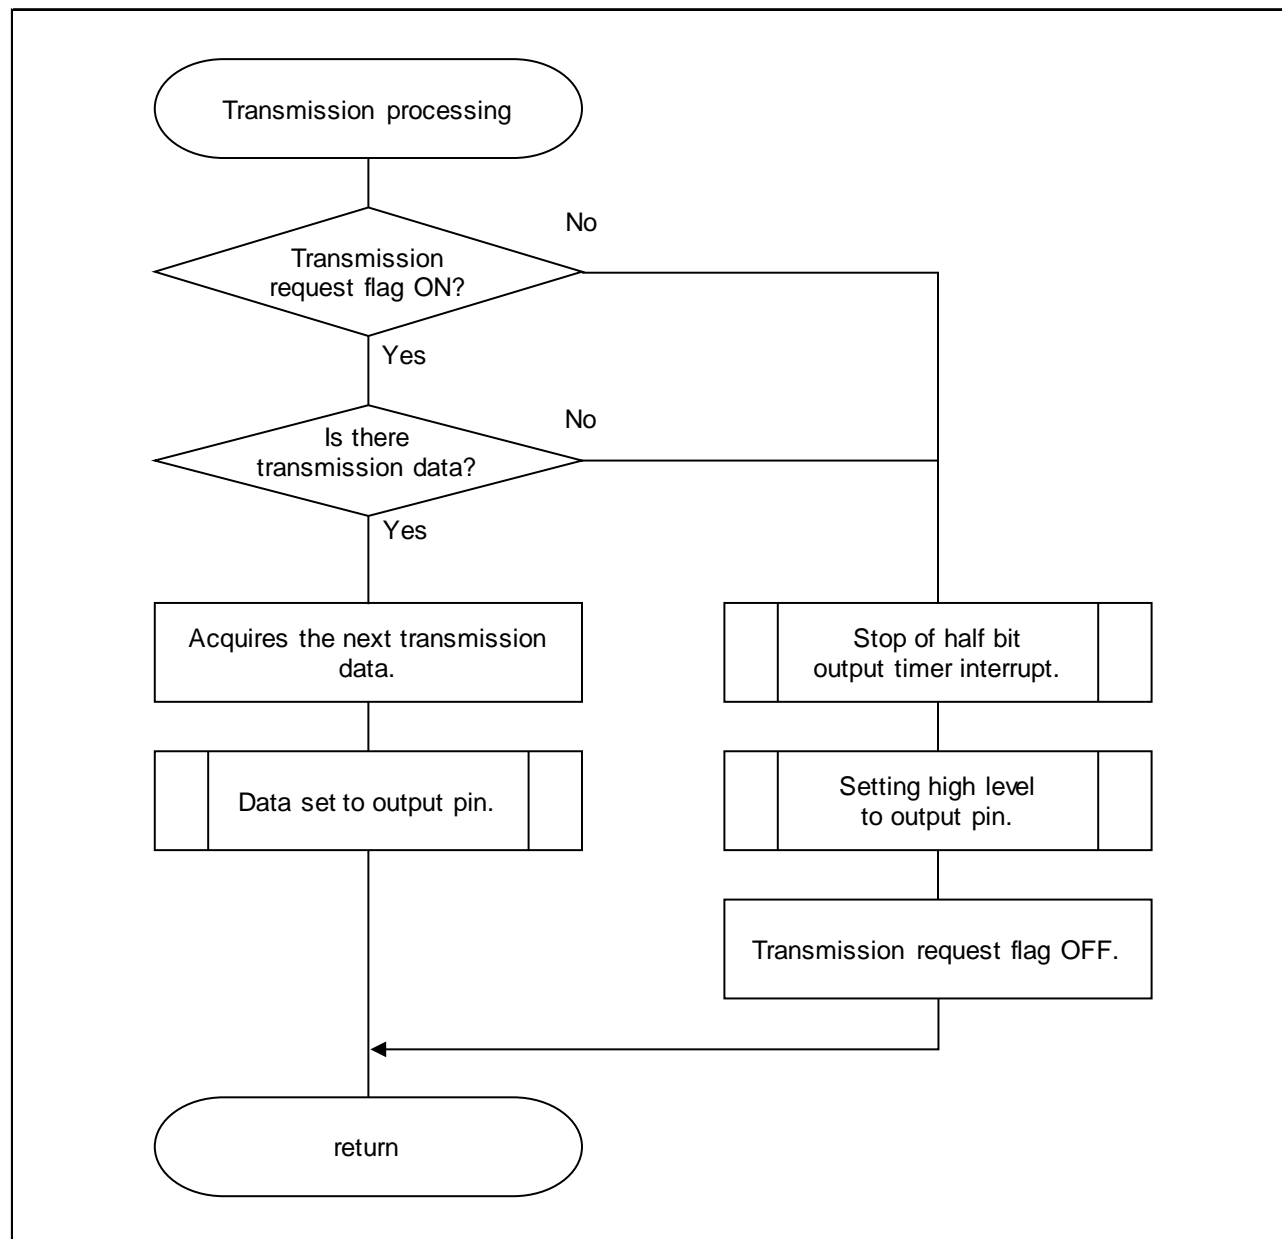 Transmission processing
No
Transmission
request flag ON?
Yes
No
Is there
transmission data?
Yes
Acquires the next transmission
data.
Stop of half bit
output timer interrupt.
Data set to output pin.
Setting high level
to output pin.
Transmission request flag OFF.
return